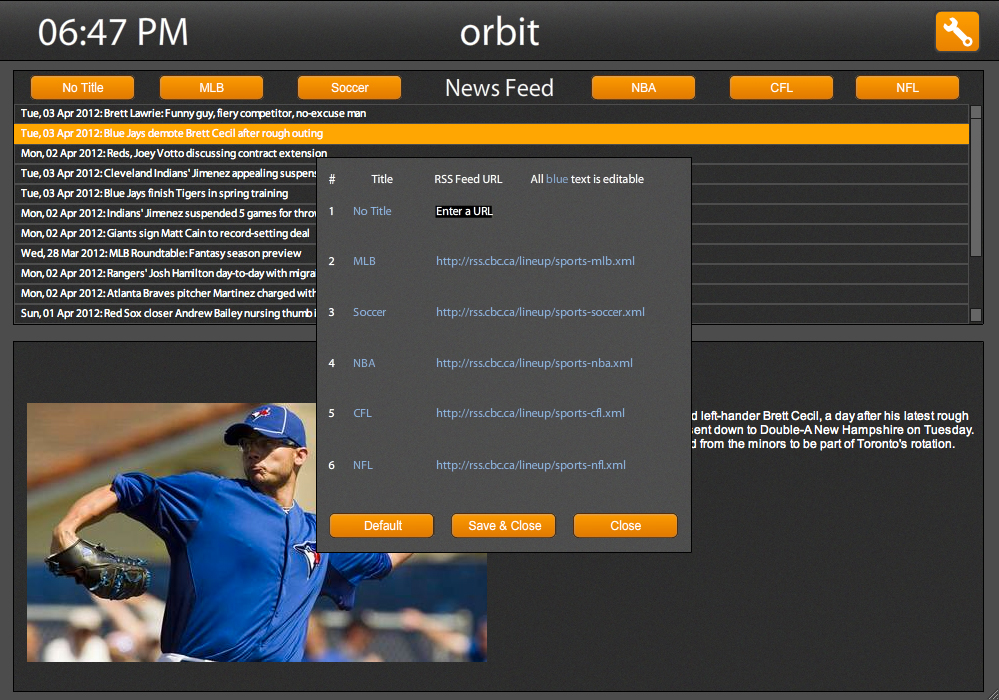 06:47 PM
orbit
No Title
MLB
Soccer
News Feed
NBA
CFL
NFL
Tue, 03 Apr 2012: Brett Lawrie: Funny guy, fiery competitor, no-excuse man
Tue, 03 Apr 2012: Blue Jays demote Brett Cecil after rough outing
Mon, 02 Apr 2012: Reds, Joey Votto discussing contract extension
Tue, 03 Apr 2012: Cleveland Indians' Jimenez appealing suspens
Tue, 03 Apr 2012: Blue Jays finish Tigers in spring training
Mon, 02 Apr 2012: Indians' Jimenez suspended 5 games for throw
Mon, 02 Apr 2012: Giants sign Matt Cain to record-setting deal
Wed, 28 Mar 2012: MLB Roundtable: Fantasy season preview
Mon, 02 Apr 2012: Rangers' Josh Hamilton day-to-day with migra
Mon, 02 Apr 2012: Atlanta Braves pitcher Martinez charged with
Sun, 01 Apr 2012: Red Sox closer Andrew Bailey nursing thumb i
# Title RSS Feed URL All blue text is editable
1 No Title Enter a URL
2 MLB http://rss.cbc.ca/lineup/sports-mlb.xml
3 Soccer http://rss.cbc.ca/lineup/sports-soccer.xml
4 NBA http://rss.cbc.ca/lineup/sports-nba.xml
5 CFL http://rss.cbc.ca/lineup/sports-cfl.xml
6 NFL http://rss.cbc.ca/lineup/sports-nfl.xml
Default
Save & Close
Close
d left-hander Brett Cecil, a day after his latest rough
ent down to Double-A New Hampshire on Tuesday.
d from the minors to be part of Toronto's rotation.